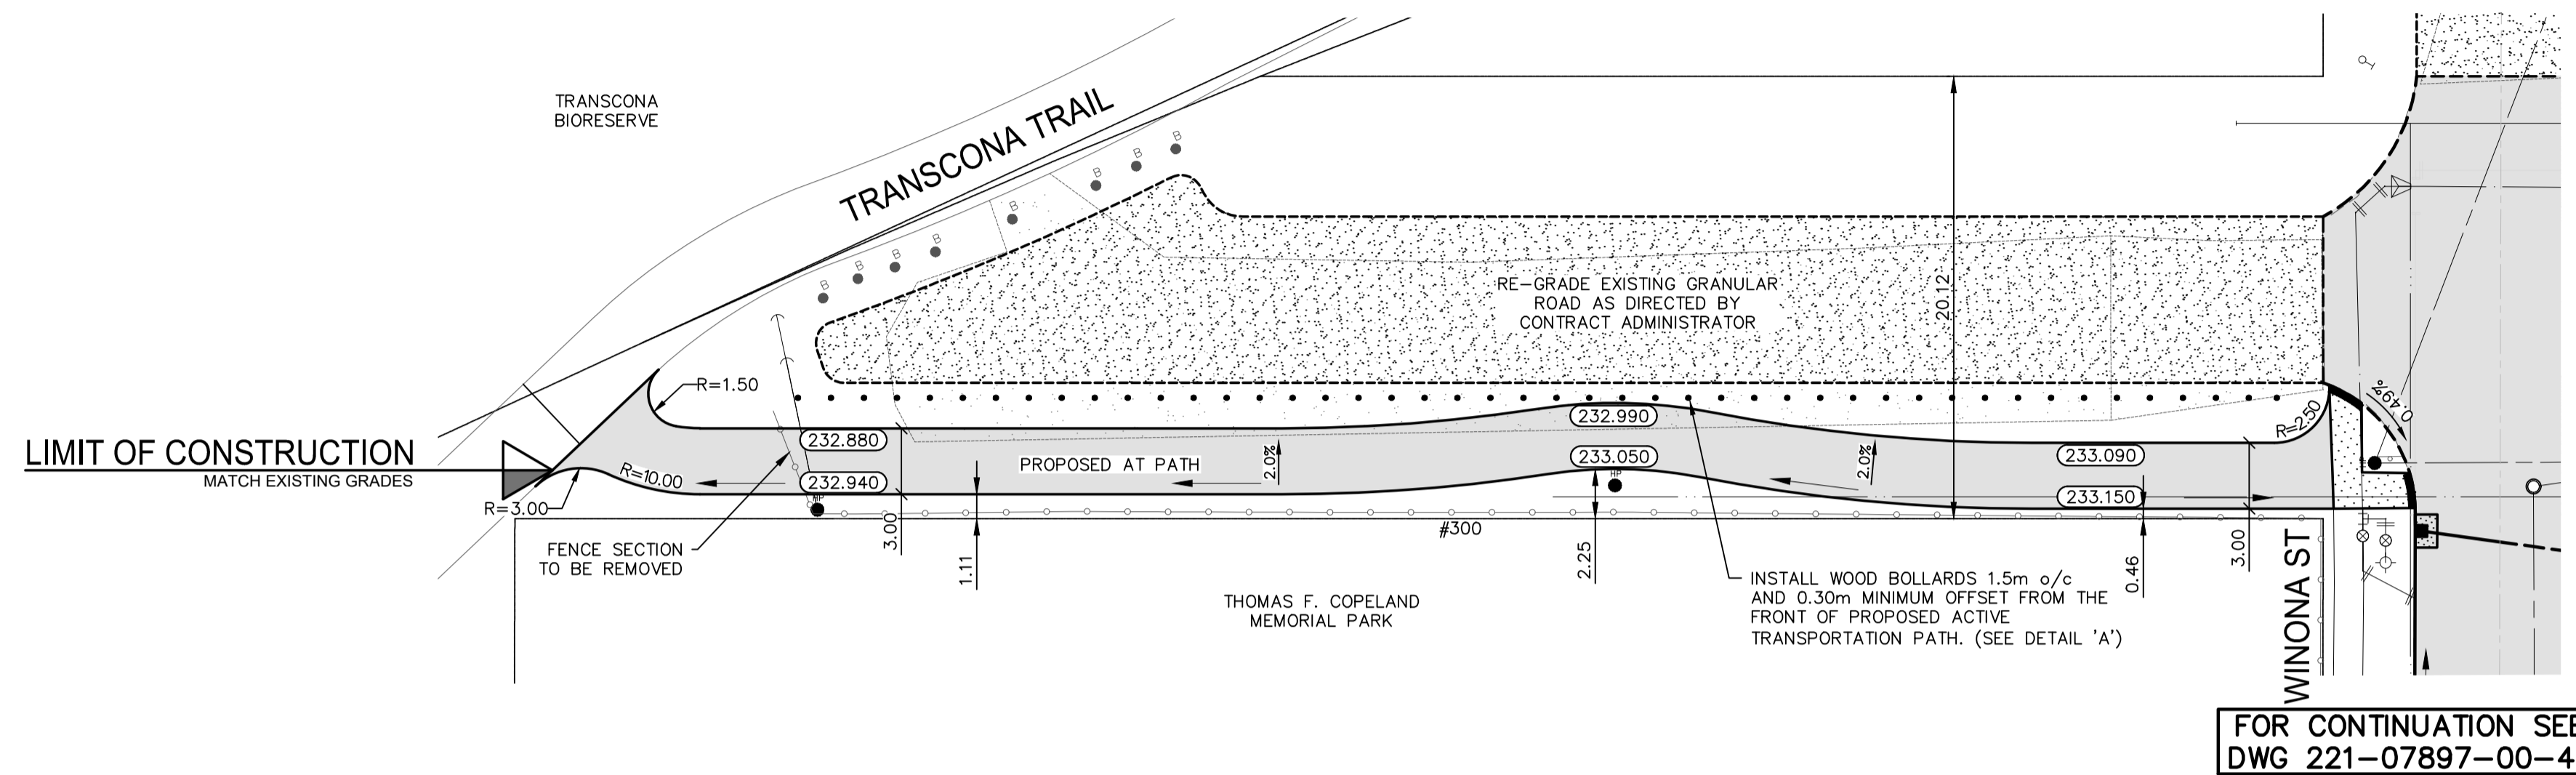 TRANSCONA
BIORESERVE
TRANSCONA TRAIL
B
B
B
B
B
B
B
B
RE-GRADE EXISTING GRANULAR
ROAD AS DIRECTED BY
CONTRACT ADMINISTRATOR
20.12
R=1.50
0.49%
R=2.50
LIMIT OF CONSTRUCTION
MATCH EXISTING GRADES
R=10.00
R=3.00
232.880
232.940
HP
PROPOSED AT PATH
2.0%
232.990
233.050
HP
2.0%
233.090
233.150
FENCE SECTION
TO BE REMOVED
3.00
1.11
#300
2.25
0.46
3.00
THOMAS F. COPELAND
MEMORIAL PARK
INSTALL WOOD BOLLARDS 1.5m o/c
AND 0.30m MINIMUM OFFSET FROM THE
FRONT OF PROPOSED ACTIVE
TRANSPORTATION PATH. (SEE DETAIL 'A')
WINONA ST
FOR CONTINUATION SEE
DWG 221-07897-00-4